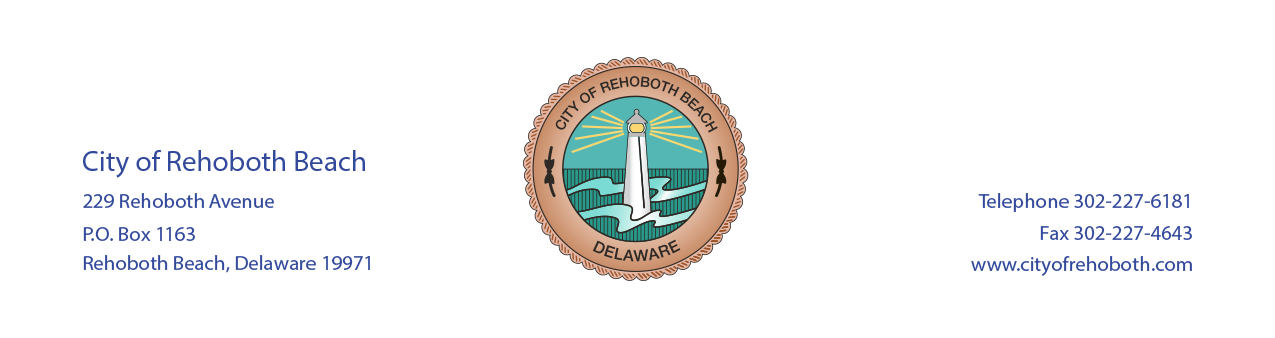 City of Rehoboth Beach
229 Rehoboth Avenue
P.O. Box 1163
Rehoboth Beach, Delaware 19971
CITY OF REHOBOTH BEACH
DELAWARE
Telephone 302-227-6181
Fax 302-227-4643
www.cityofrehoboth.com